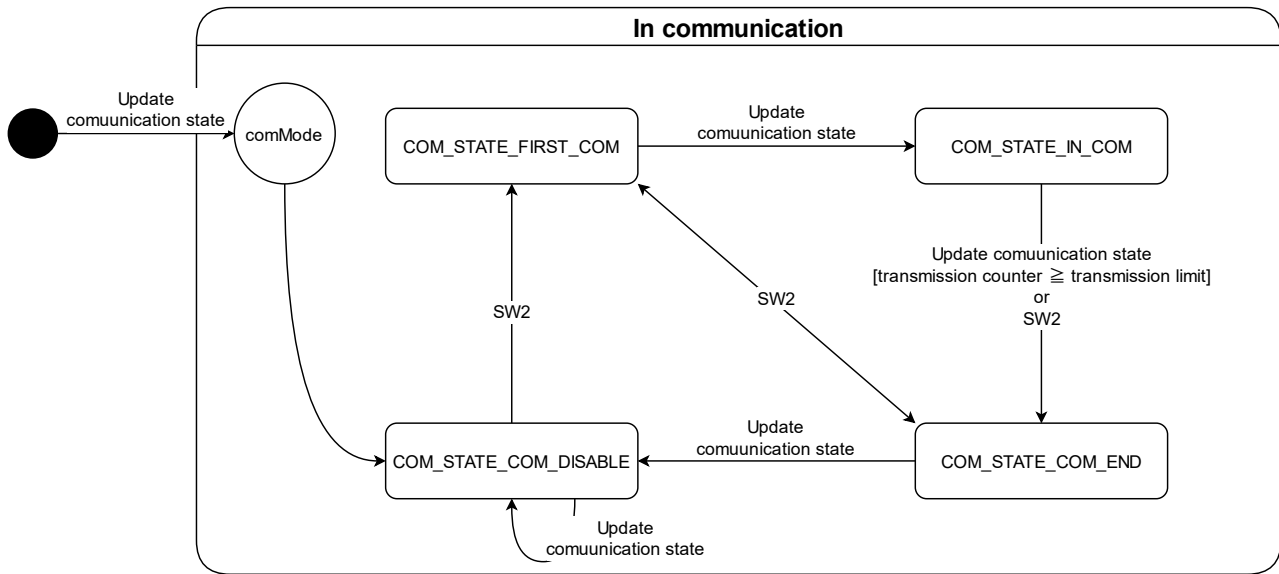 In communication
Update
comuunication state
comMode
COM_STATE_FIRST_COM
Update
comuunication state
COM_STATE_IN_COM
SW2
SW2
Update comuunication state
[transmission counter ≧ transmission limit]
or
SW2
COM_STATE_COM_DISABLE
Update
comuunication state
COM_STATE_COM_END
Update
comuunication state